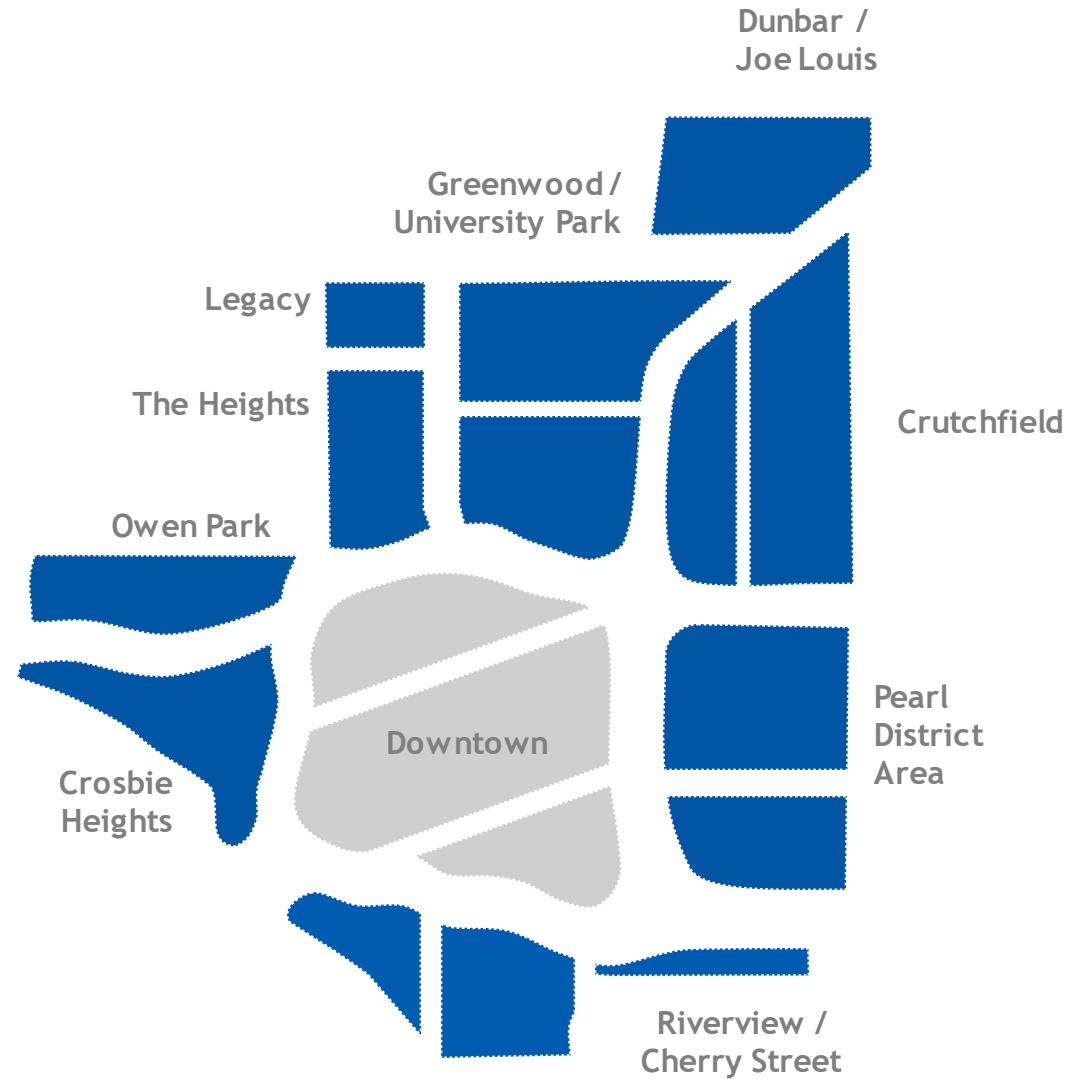 Dunbar /
Joe Louis
Greenwood /
University Park
Legacy
The Heights
Crutchfield
Owen Park
Pearl
District
Area
Downtown
Crosbie
Heights
Riverview /
Cherry Street